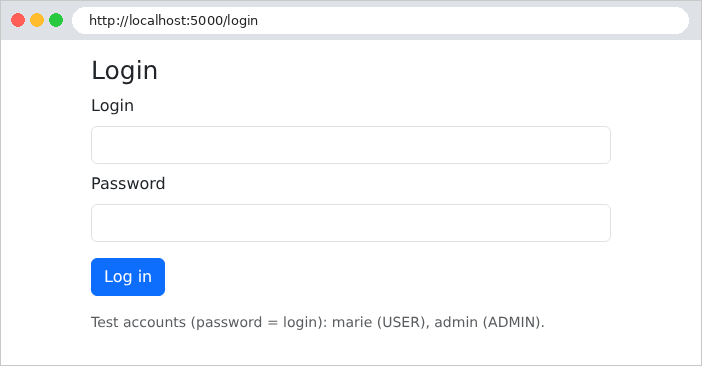 http://localhost:5000/login
Login
Login
Password
Log in
Test accounts (password = login): marie (USER), admin (ADMIN).